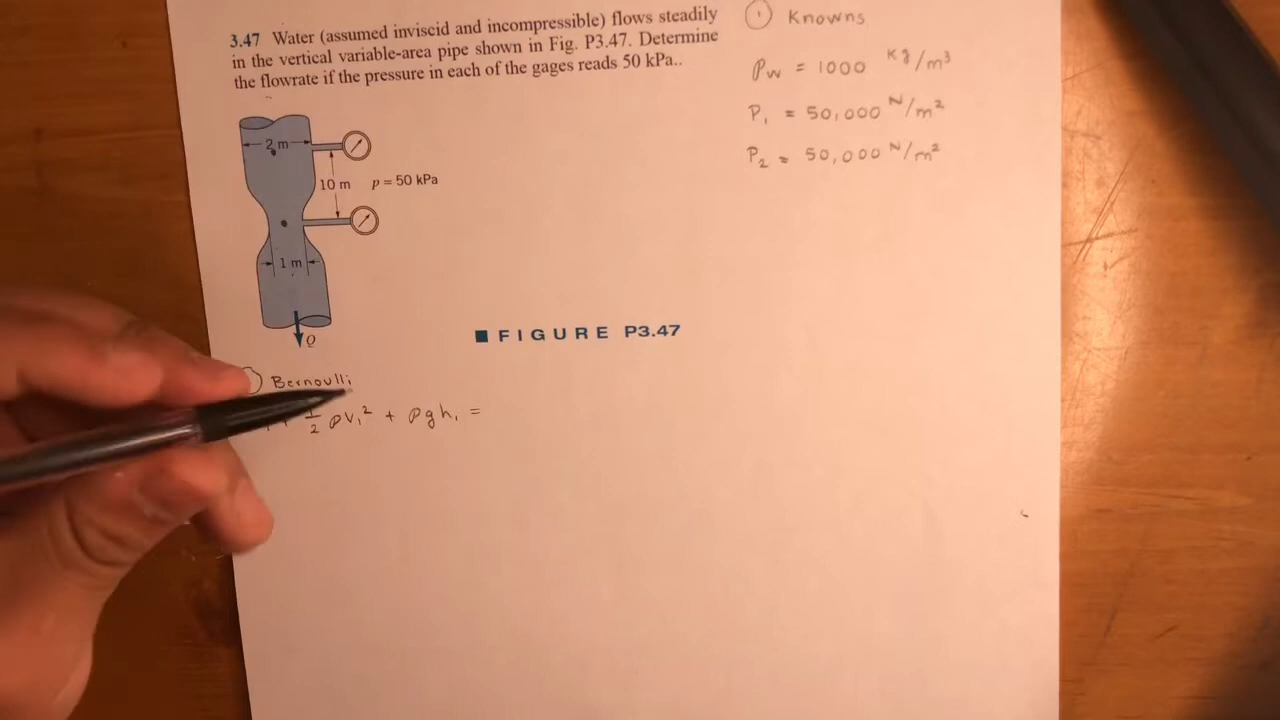 3.47 Water (assumed inviscid and incompressible) flows steadily
in the vertical variable-area pipe shown in Fig. P3.47. Determine
the flowrate if the pressure in each of the gages reads 50 kPa..
2 m
10 m
p = 50 kPa
1 m
Q
■ FIGURE P3.47
1 Knowns
ρw = 1000 kg/m³
P₁ = 50,000 N/m²
P₂ = 50,000 N/m²
Bernoulli
1/2 ρV₁² + ρgh₁ =